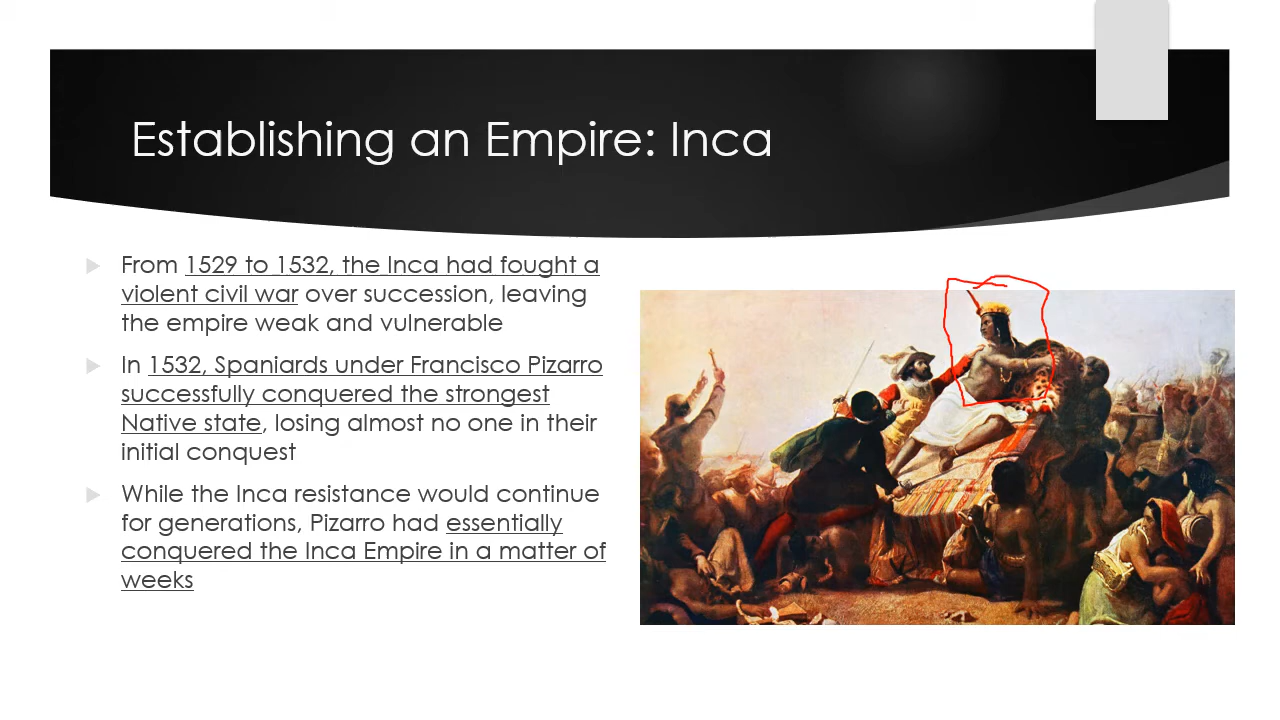 Establishing an Empire: Inca
From 1529 to 1532, the Inca had fought a
violent civil war over succession, leaving
the empire weak and vulnerable
In 1532, Spaniards under Francisco Pizarro
successfully conquered the strongest
Native state, losing almost no one in their
initial conquest
While the Inca resistance would continue
for generations, Pizarro had essentially
conquered the Inca Empire in a matter of
weeks